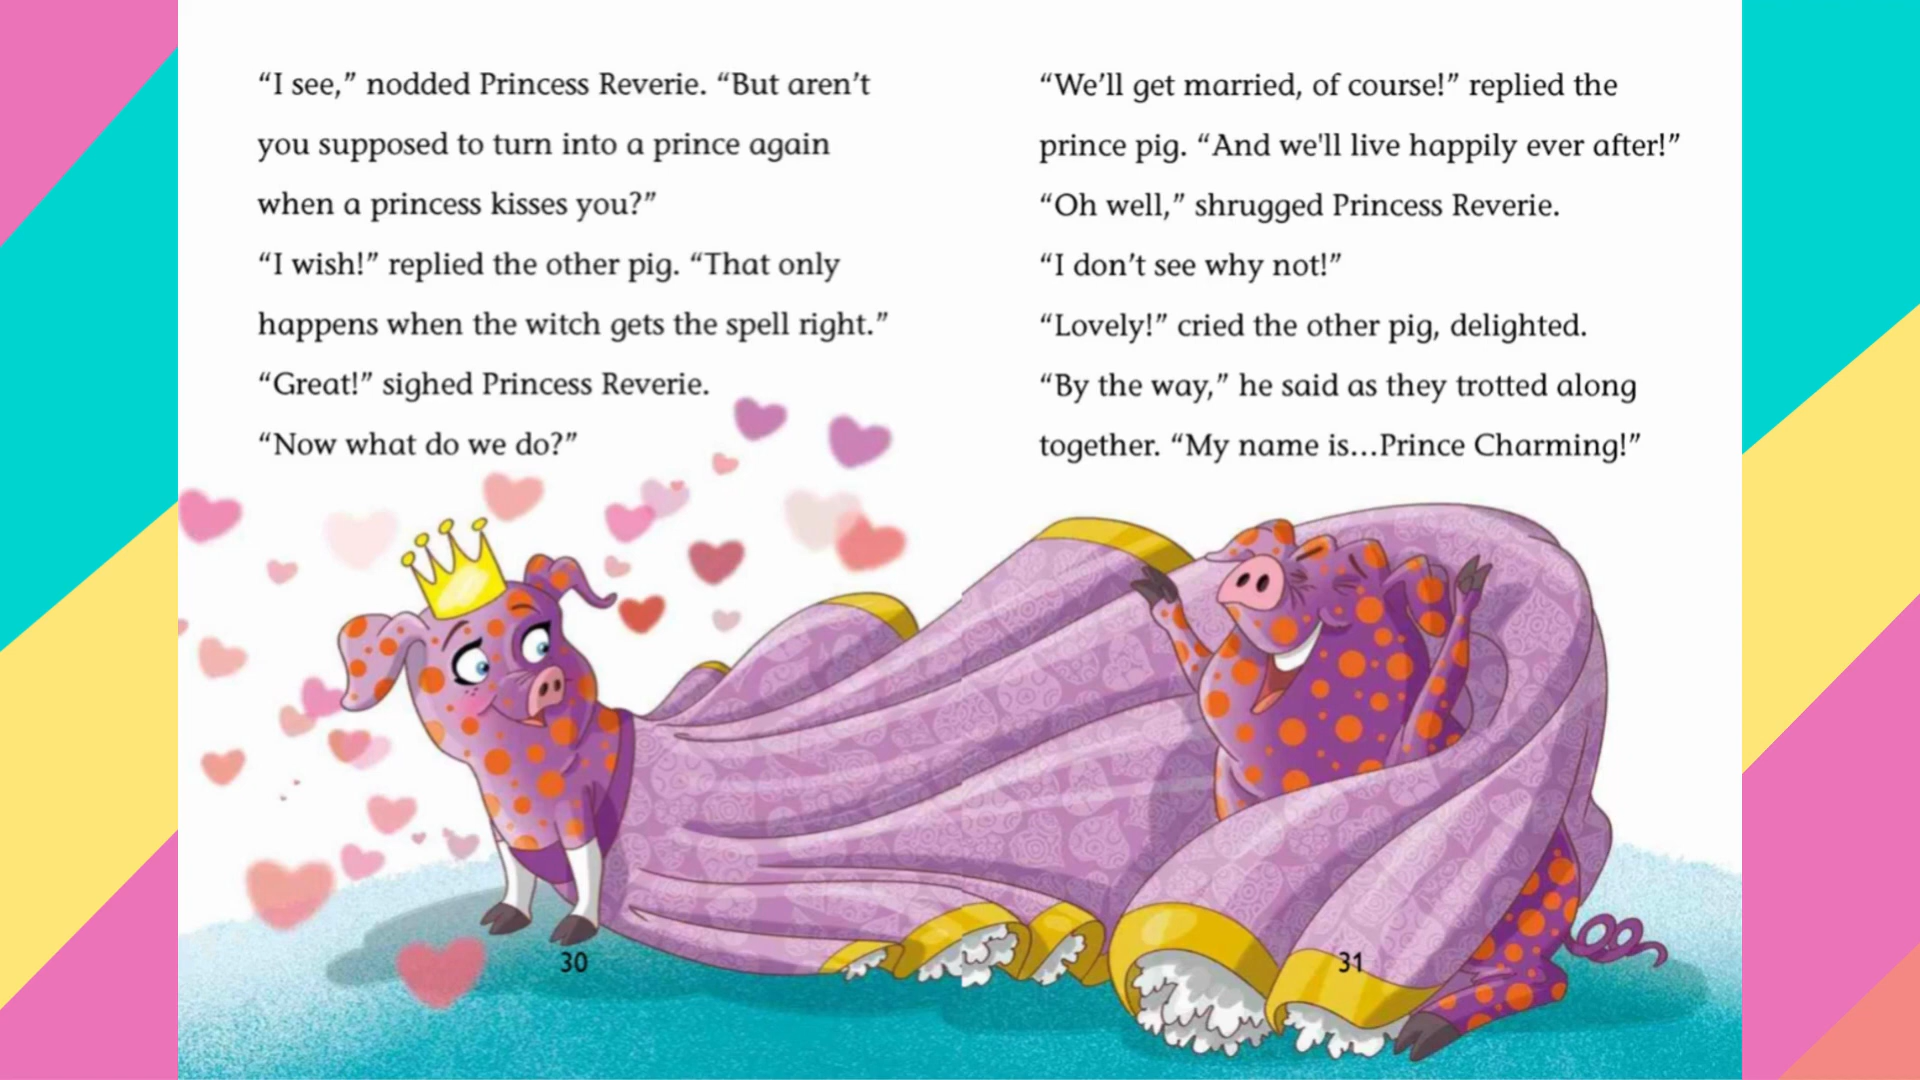 “I see,” nodded Princess Reverie. “But aren’t
you supposed to turn into a prince again
when a princess kisses you?”
“I wish!” replied the other pig. “That only
happens when the witch gets the spell right.”
“Great!” sighed Princess Reverie.
“Now what do we do?”
30
“We’ll get married, of course!” replied the
prince pig. “And we'll live happily ever after!”
“Oh well,” shrugged Princess Reverie.
“I don’t see why not!”
“Lovely!” cried the other pig, delighted.
“By the way,” he said as they trotted along
together. “My name is...Prince Charming!”
31